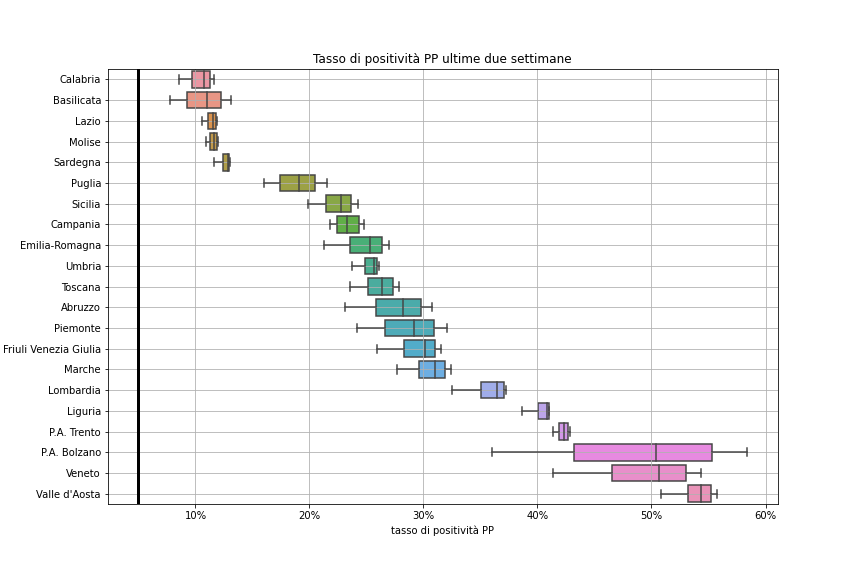 Tasso di positività PP ultime due settimane
Calabria
Basilicata
Lazio
Molise
Sardegna
Puglia
Sicilia
Campania
Emilia-Romagna
Umbria
Toscana
Abruzzo
Piemonte
Friuli Venezia Giulia
Marche
Lombardia
Liguria
P.A. Trento
P.A. Bolzano
Veneto
Valle d'Aosta
10% 20% 30% 40% 50% 60%
tasso di positività PP